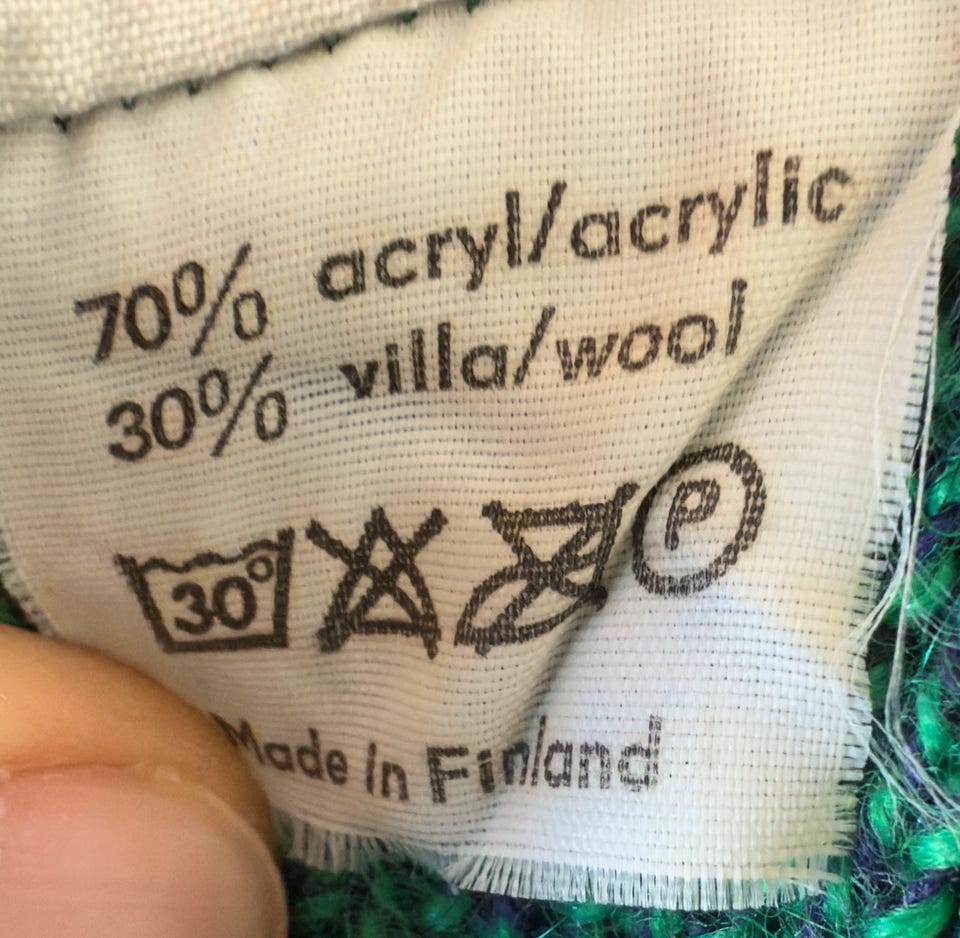 70% acryl/acrylic
30% villa/wool
30° P
Made in Finland